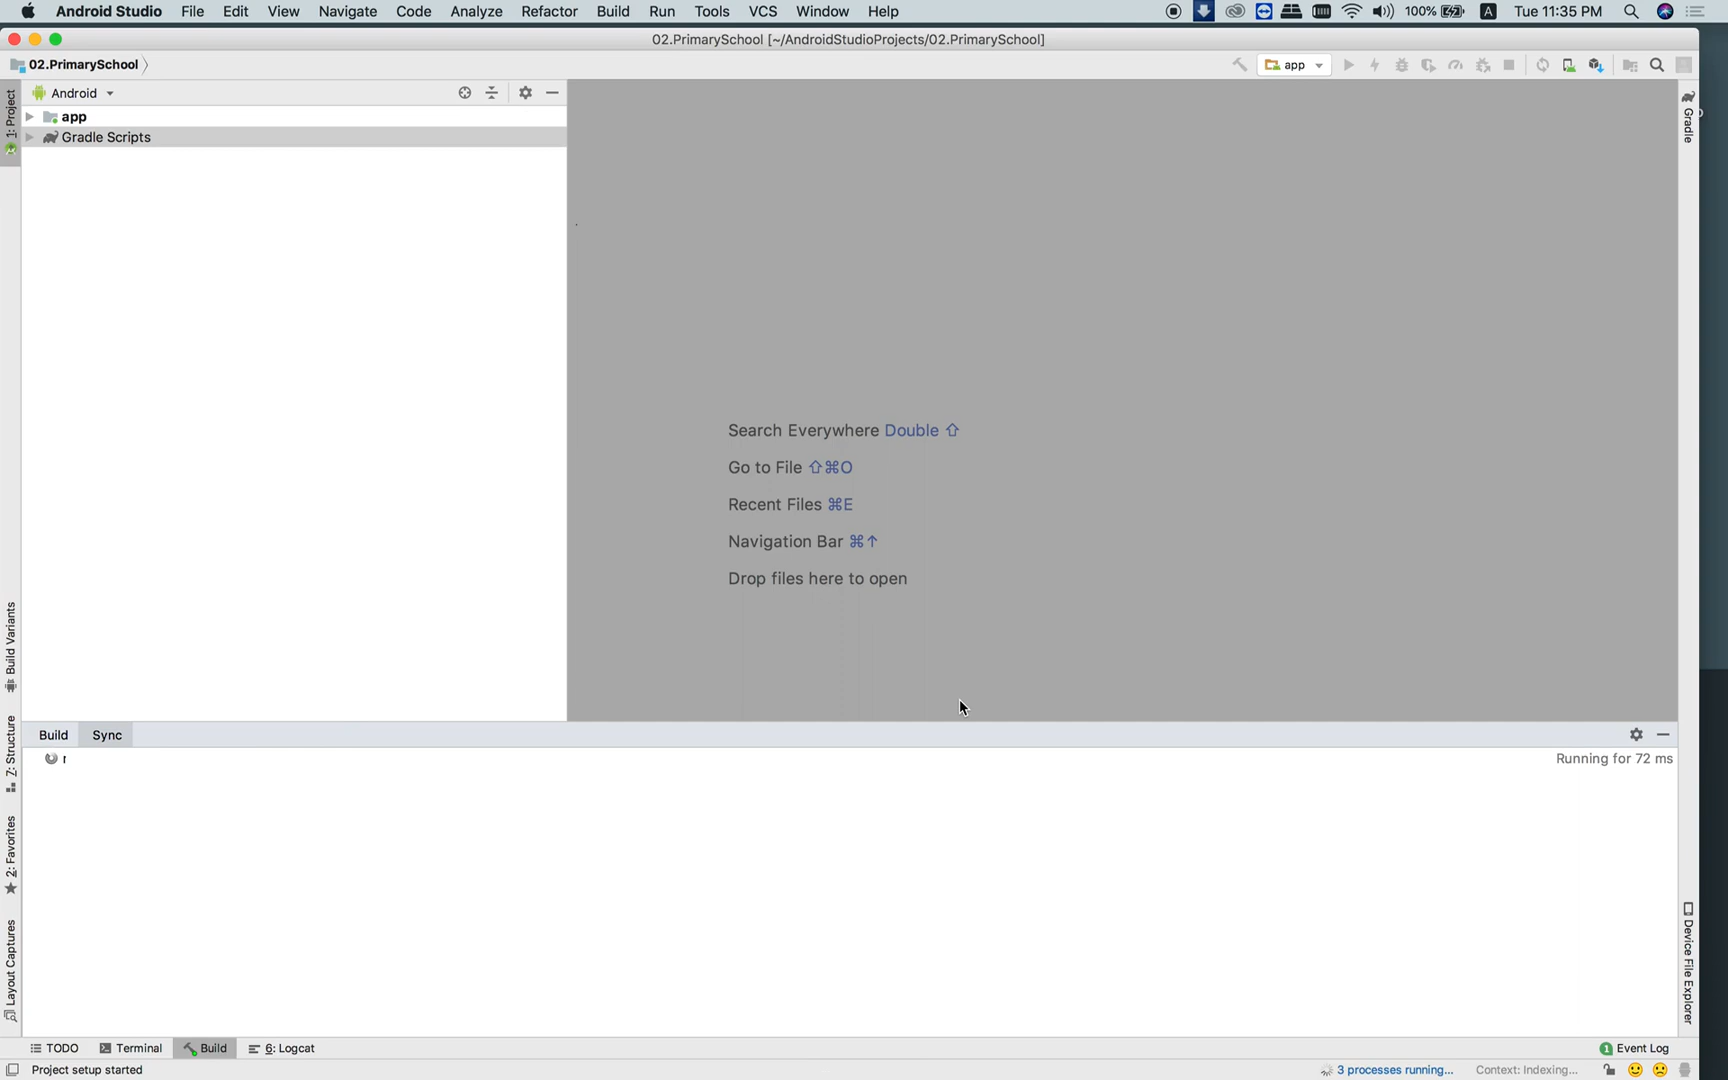 Android Studio File Edit View Navigate Code Analyze Refactor Build Run Tools VCS Window Help 100% A Tue 11:35 PM
02.PrimarySchool [~/AndroidStudioProjects/02.PrimarySchool]
02.PrimarySchool app
Android
app
Gradle Scripts
1: Project
Build Variants
7: Structure
2: Favorites
Layout Captures
Gradle
Device File Explorer
Search Everywhere Double ⇧
Go to File ⇧⌘O
Recent Files ⌘E
Navigation Bar ⌘↑
Drop files here to open
Build Sync
Running for 72 ms
TODO Terminal Build 6: Logcat 1 Event Log
Project setup started 3 processes running... Context: Indexing...